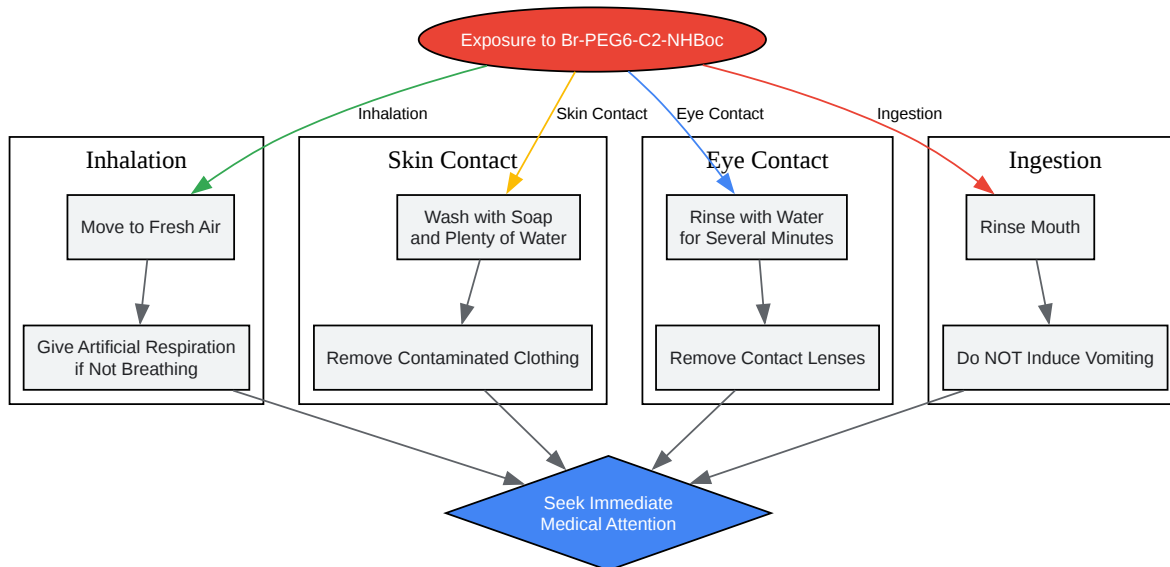 Exposure to Br-PEG6-C2-NHBoc
Inhalation
Skin Contact
Eye Contact
Ingestion
Inhalation
Skin Contact
Eye Contact
Ingestion
Move to Fresh Air
Wash with Soap
and Plenty of Water
Rinse with Water
for Several Minutes
Rinse Mouth
Give Artificial Respiration
if Not Breathing
Remove Contaminated Clothing
Remove Contact Lenses
Do NOT Induce Vomiting
Seek Immediate
Medical Attention